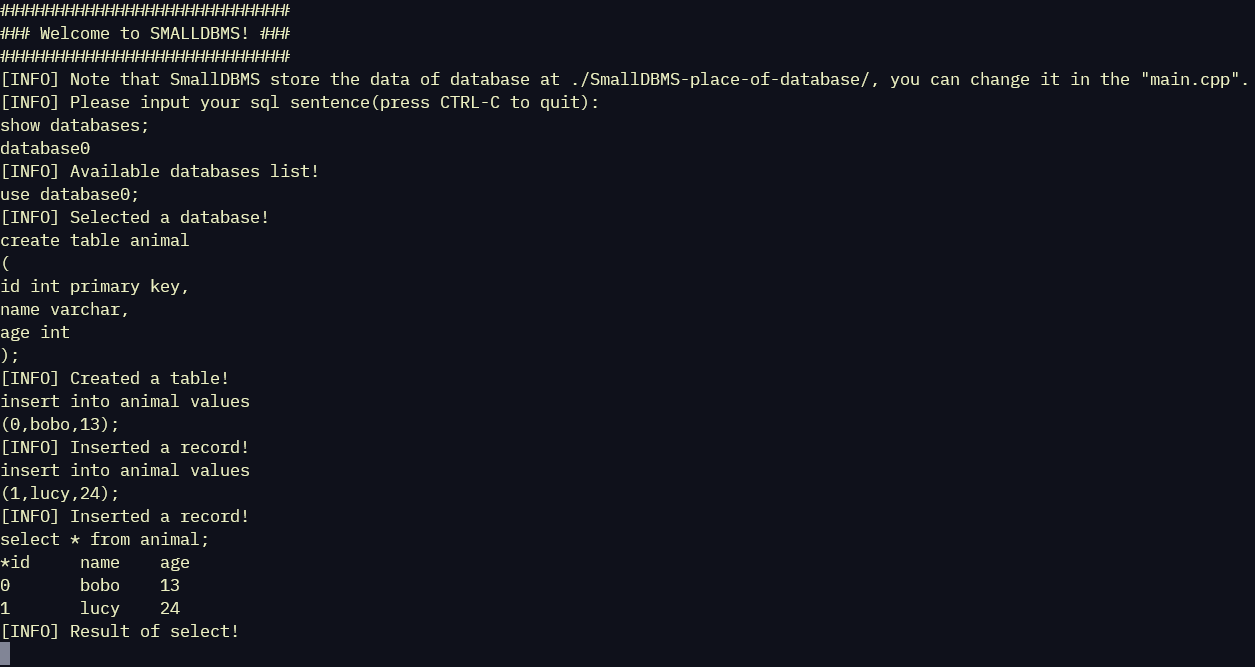 #############################
### Welcome to SMALLDBMS! ###
#############################
[INFO] Note that SmallDBMS store the data of database at ./SmallDBMS-place-of-database/, you can change it in the "main.cpp".
[INFO] Please input your sql sentence(press CTRL-C to quit):
show databases;
database0
[INFO] Available databases list!
use database0;
[INFO] Selected a database!
create table animal
(
id int primary key,
name varchar,
age int
);
[INFO] Created a table!
insert into animal values
(0,bobo,13);
[INFO] Inserted a record!
insert into animal values
(1,lucy,24);
[INFO] Inserted a record!
select * from animal;
*id     name    age
0       bobo    13
1       lucy    24
[INFO] Result of select!